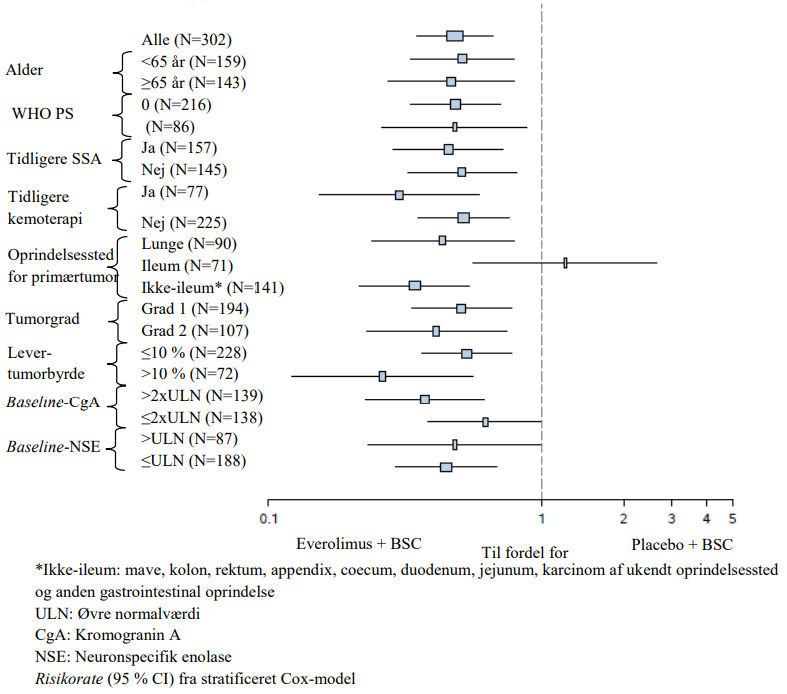 Alle (N=302)
Alder
<65 år (N=159)
≥65 år (N=143)
WHO PS
0 (N=216)
(N=86)
Tidligere SSA
Ja (N=157)
Nej (N=145)
Tidligere
kemoterapi
Ja (N=77)
Nej (N=225)
Oprindelsessted
for primærtumor
Lunge (N=90)
Ileum (N=71)
Ikke-ileum* (N=141)
Tumorgrad
Grad 1 (N=194)
Grad 2 (N=107)
Lever-
tumorbyrde
≤10 % (N=228)
>10 % (N=72)
Baseline-CgA
>2xULN (N=139)
≤2xULN (N=138)
Baseline-NSE
>ULN (N=87)
≤ULN (N=188)
0.1 1 2 3 4 5
Everolimus + BSC Til fordel for Placebo + BSC
*Ikke-ileum: mave, kolon, rektum, appendix, coecum, duodenum, jejunum, karcinom af ukendt oprindelsessted
og anden gastrointestinal oprindelse
ULN: Øvre normalværdi
CgA: Kromogranin A
NSE: Neuronspecifik enolase
Risikorate (95 % CI) fra stratificeret Cox-model